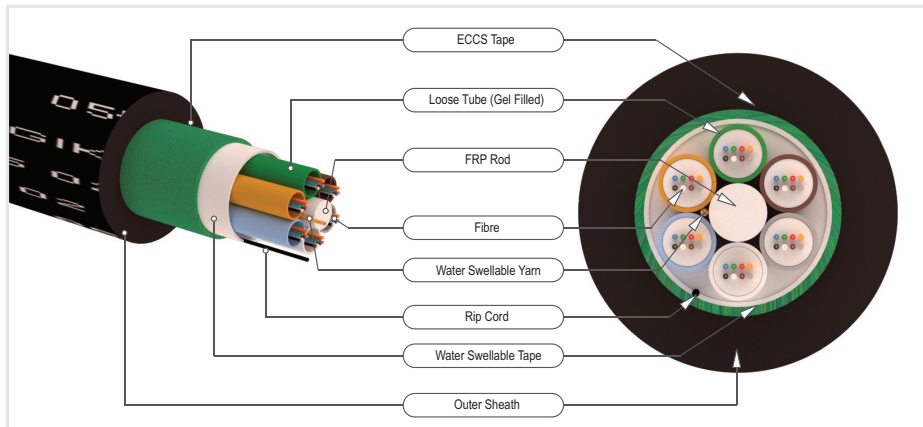 ECCS Tape
Loose Tube (Gel Filled)
FRP Rod
Fibre
Water Swellable Yarn
Rip Cord
Water Swellable Tape
Outer Sheath